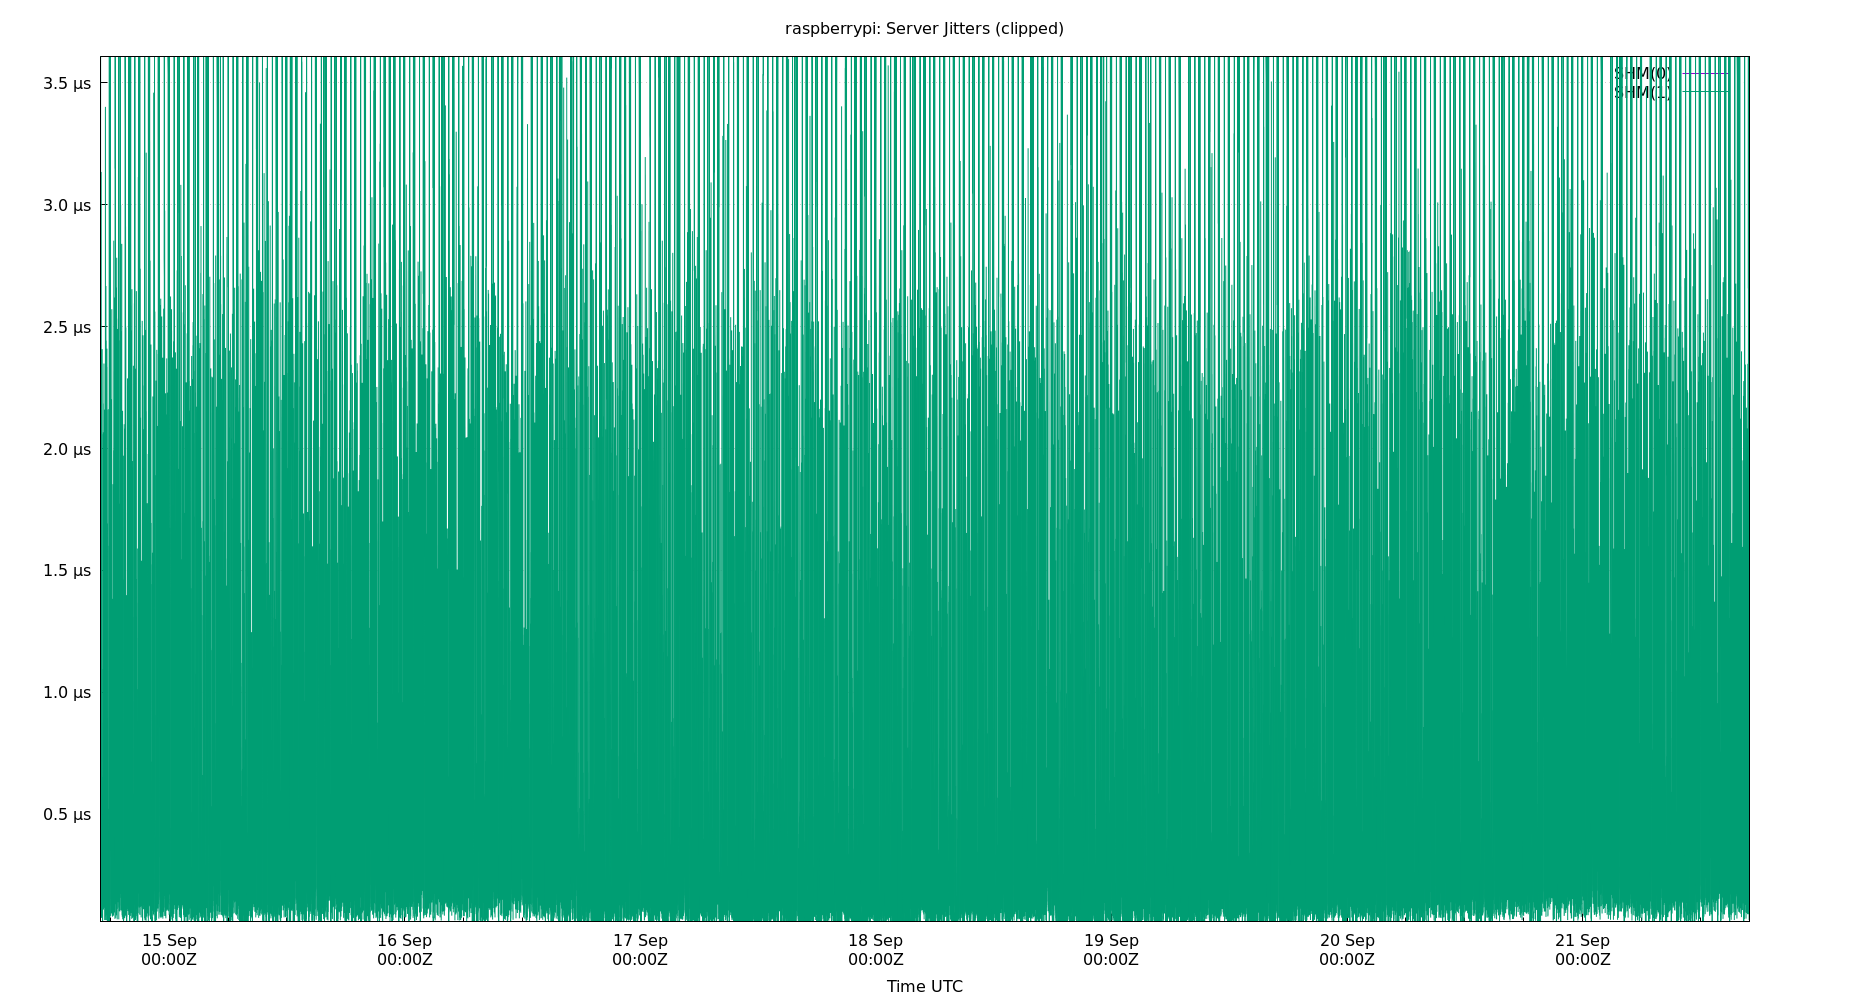 raspberrypi: Server Jitters (clipped)
SHM(0)
SHM(1)
3.5 µs
3.0 µs
2.5 µs
2.0 µs
1.5 µs
1.0 µs
0.5 µs
15 Sep
00:00Z
16 Sep
00:00Z
17 Sep
00:00Z
18 Sep
00:00Z
19 Sep
00:00Z
20 Sep
00:00Z
21 Sep
00:00Z
Time UTC